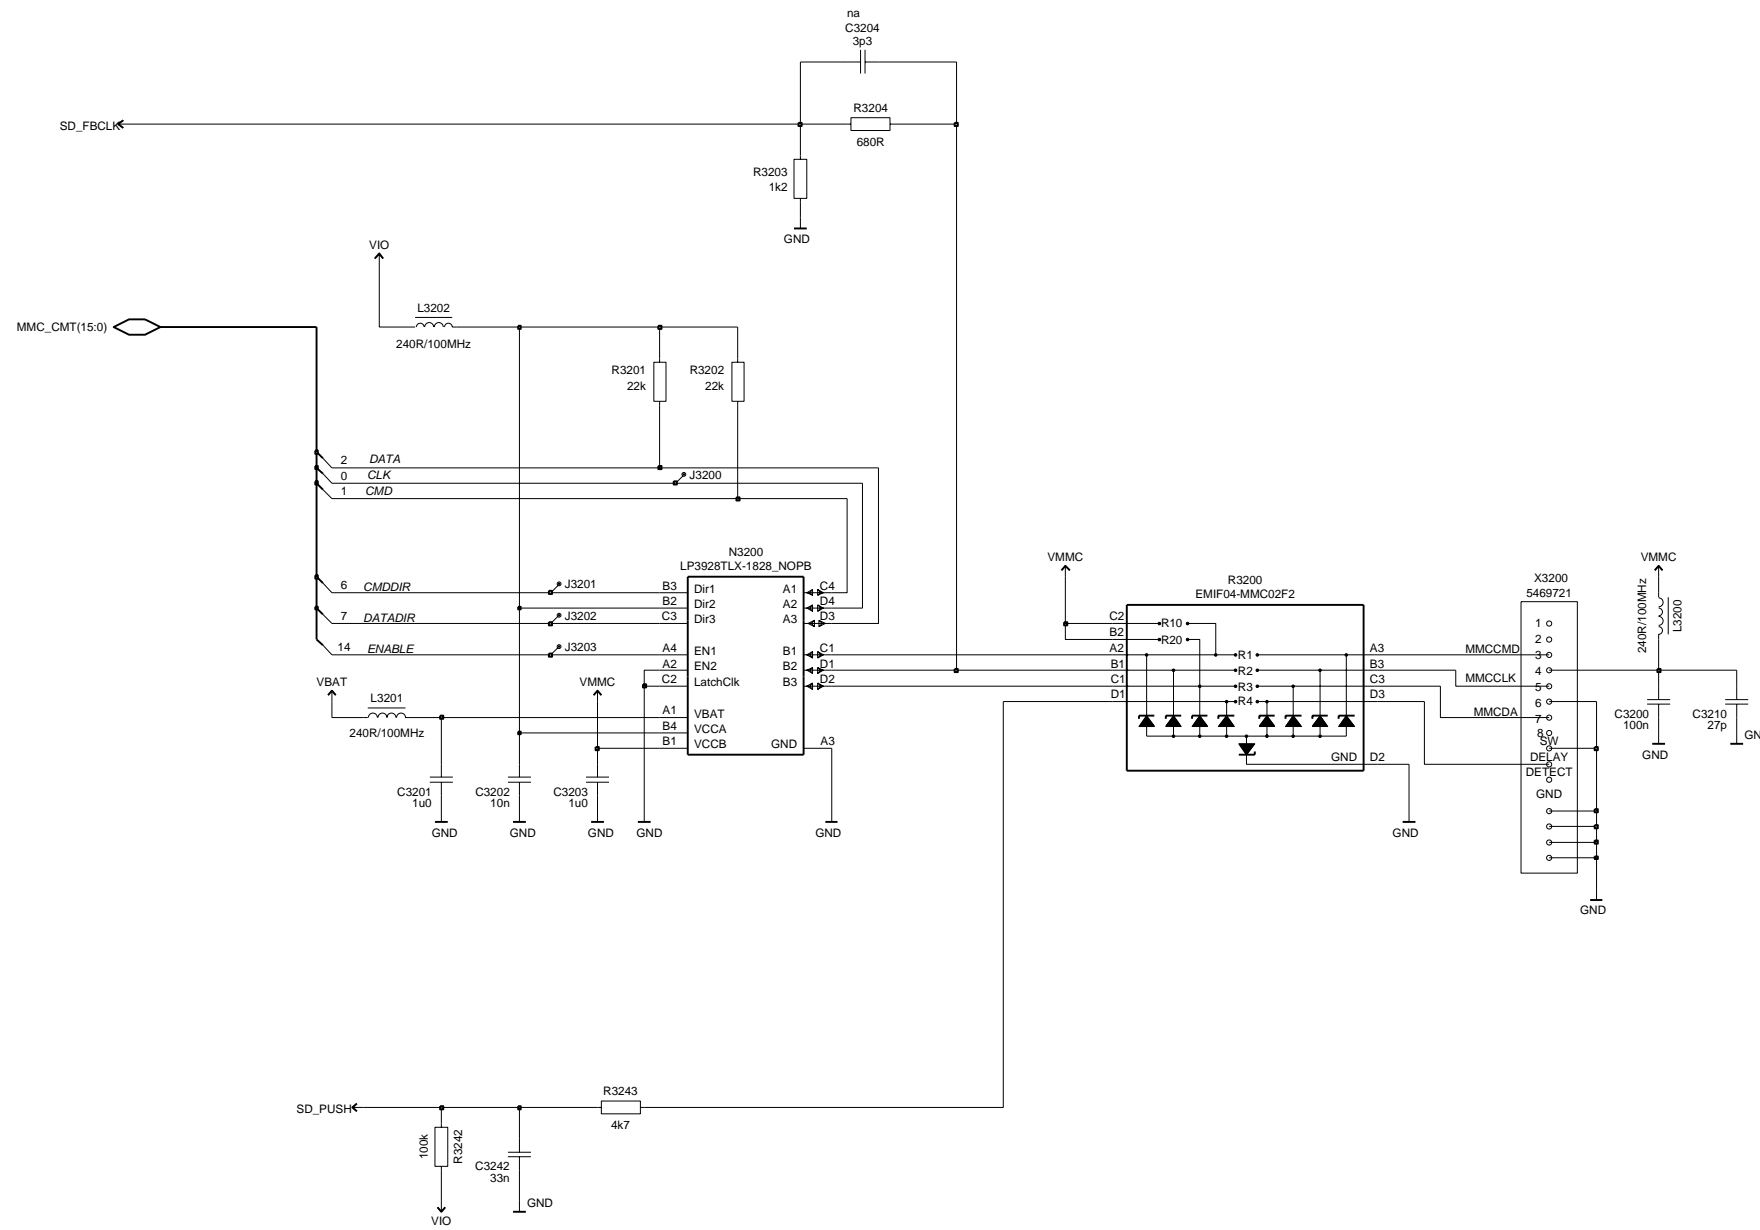 na
C3204
3p3
SD_FBCLK
R3204
680R
R3203
1k2
GND
VIO
MMC_CMT(15:0)
L3202
240R/100MHz
R3201
22k
R3202
22k
2 DATA
0 CLK
J3200
1 CMD
N3200
LP3928TLX-1828_NOPB
6 CMDDIR
J3201
B3 Dir1
A1 C4
B2 Dir2
A2 D4
7 DATADIR
J3202
C3 Dir3
A3 D3
14 ENABLE
J3203
A4 EN1
B1 C1
A2 EN2
B2 D1
C2 LatchClk
B3 D2
VBAT
L3201
240R/100MHz
VMMC
A1 VBAT
B4 VCCA
B1 VCCB
GND A3
C3201
1u0
GND
C3202
10n
GND
C3203
1u0
GND
GND
GND
VMMC
R3200
EMIF04-MMC02F2
C2 R10
B2 R20
A2 R1 A3
B1 R2 B3
C1 R3 C3
D1 R4 D3
GND D2
GND
MMCCMD
MMCCLK
MMCDA
X3200
5469721
1
2
3
4
5
6
7
8
SW
DELAY
DETECT
GND
GND
VMMC
240R/100MHz
L3200
C3200
100n
GND
C3210
27p
GN
SD_PUSH
R3243
4k7
100k
R3242
VIO
C3242
33n
GND